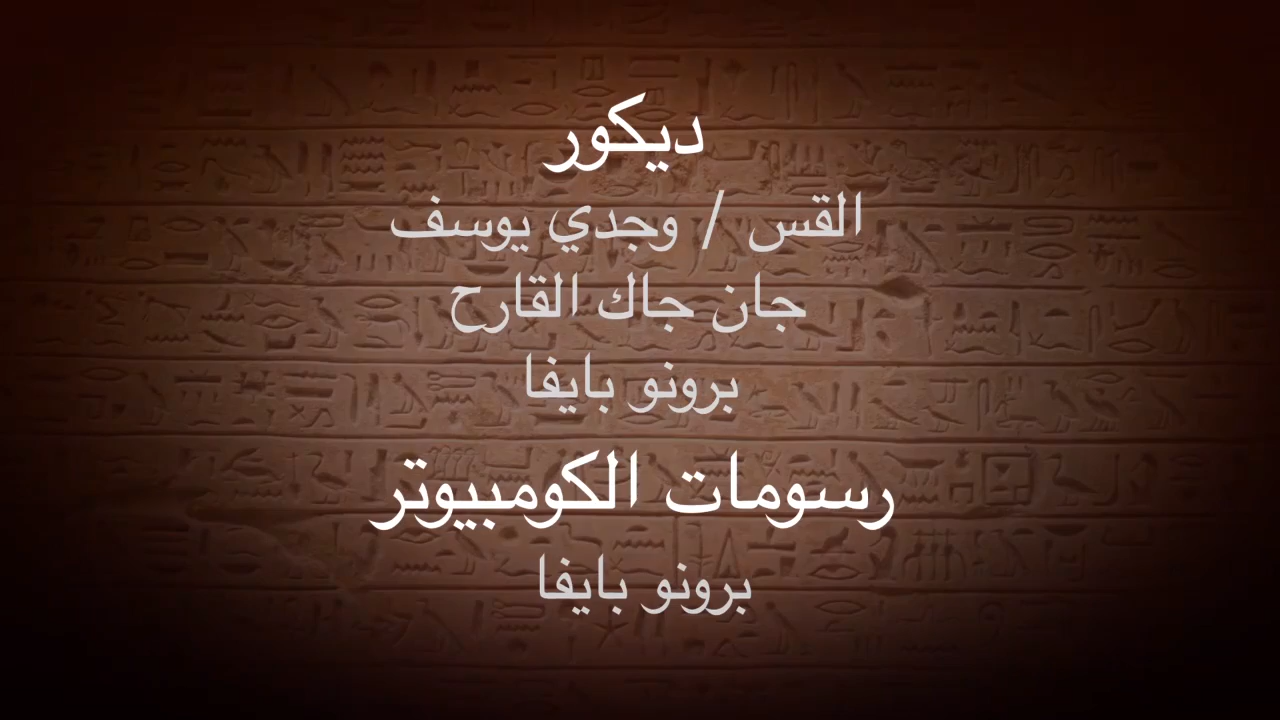 ديكور
القس / وجدي يوسف
جان جاك القارح
برونو بايفا
رسومات الكومبيوتر
برونو بايفا